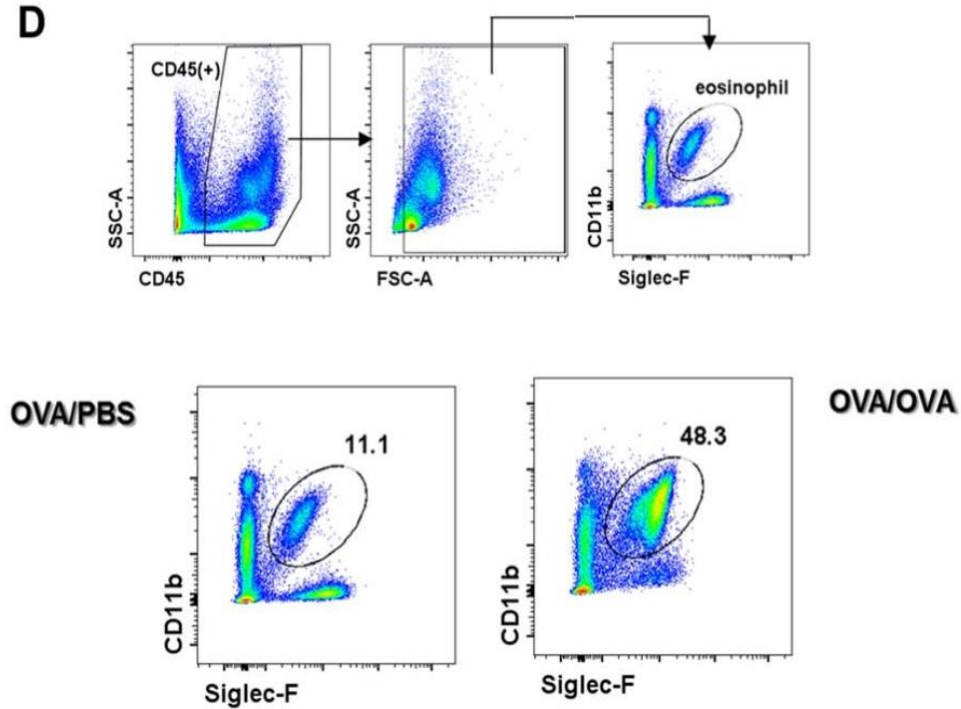 D
CD45(+)
SSC-A
CD45
SSC-A
FSC-A
eosinophil
CD11b
Siglec-F
OVA/PBS
11.1
CD11b
Siglec-F
48.3
OVA/OVA
CD11b
Siglec-F